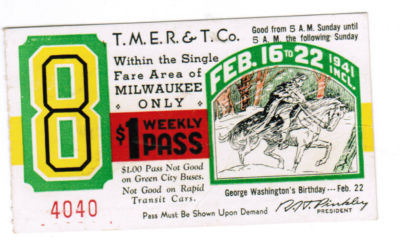 T.M.E.R. & T.Co.
Good from 5 A.M. Sunday until
5 A.M. the following Sunday
Within the Single
Fare Area of
MILWAUKEE
ONLY
FEB. 16 TO 22 1941 INCL.
8
$1 WEEKLY
PASS
$1.00 Pass Not Good
on Green City Buses.
Not Good on Rapid
Transit Cars.
George Washington's Birthday---Feb. 22
4040
Pass Must Be Shown Upon Demand
PRESIDENT